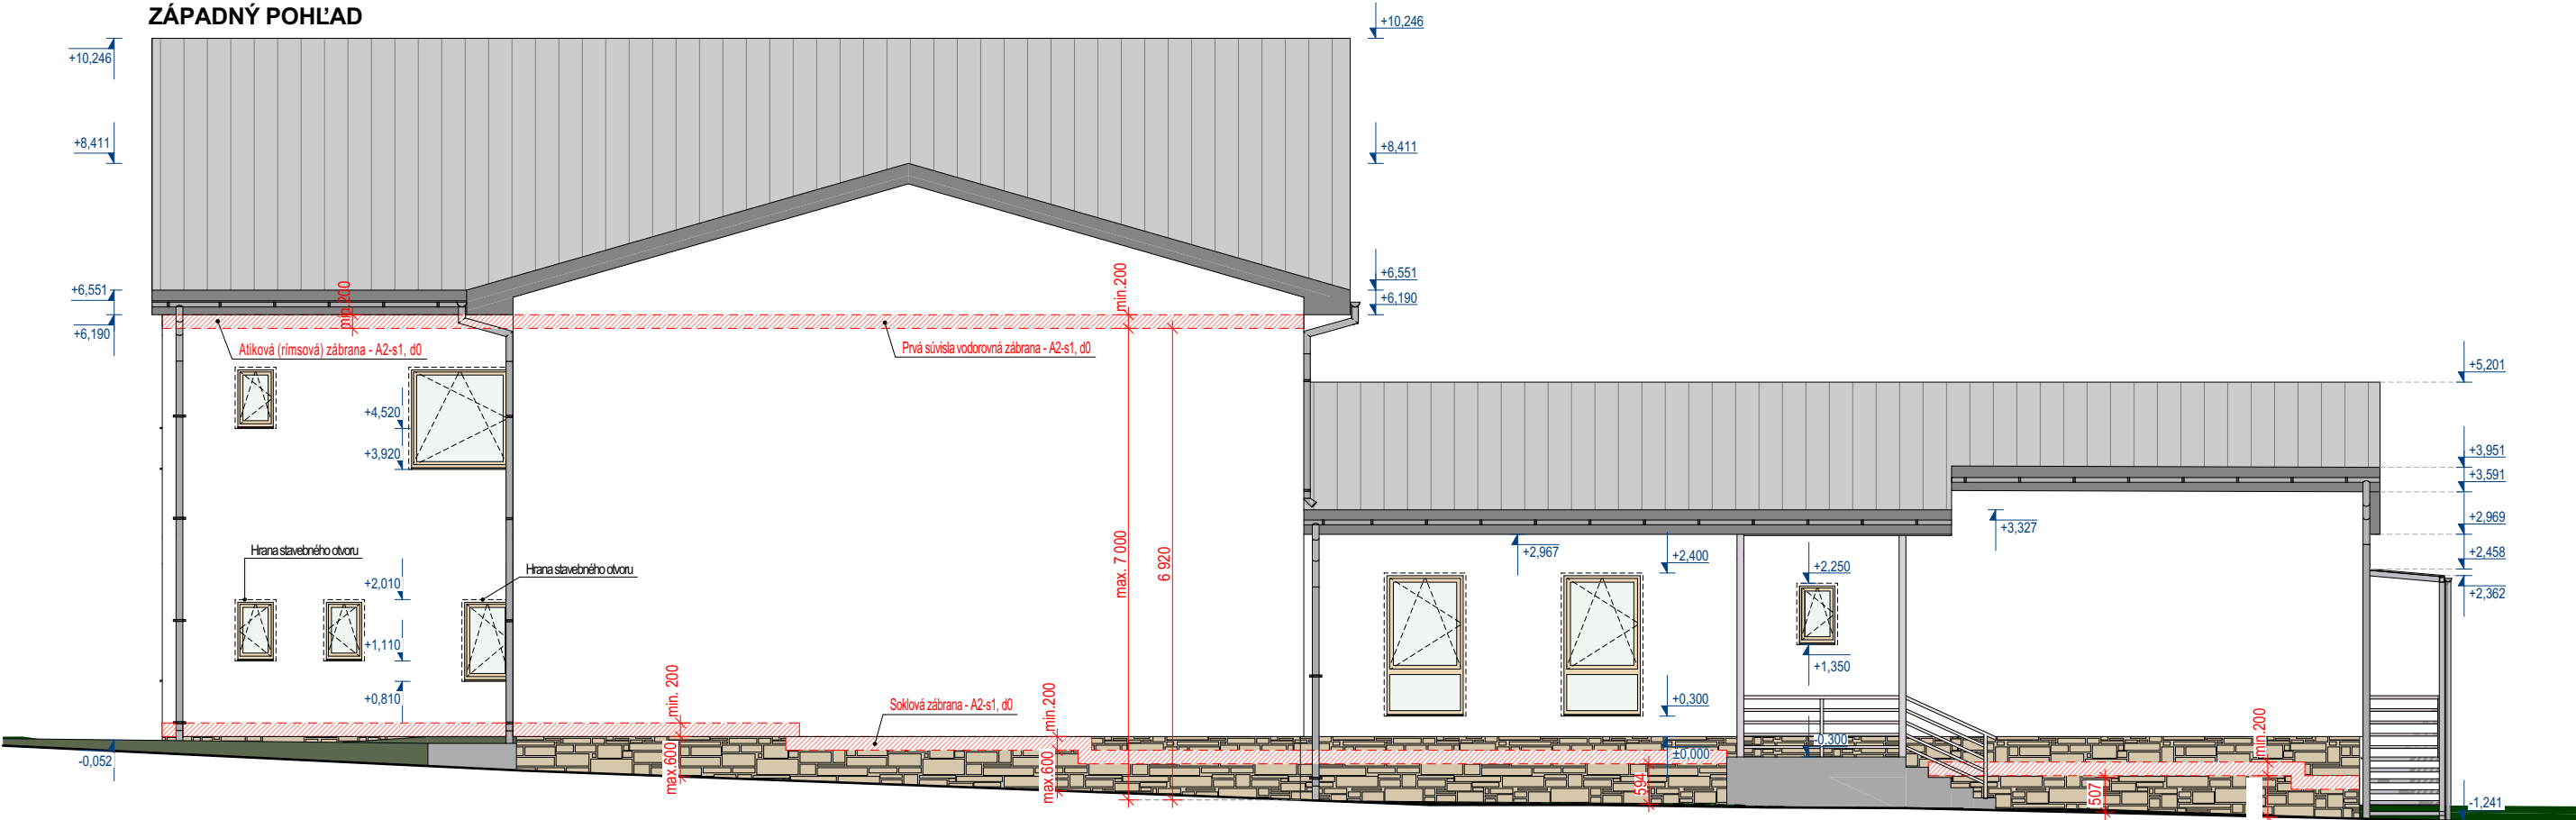 ZÁPADNÝ POHĽAD
+10,246
+10,246
+8,411
+8,411
+6,551
+6,190
+6,551
+6,190
min.200
min.200
Atiková (rímsová) zábrana - A2-s1, d0
Prvá súvisla vodorovná zábrana - A2-s1, d0
+5,201
+4,520
+3,920
+3,951
+3,591
+2,969
+2,458
+2,362
+3,327
+2,967
+2,400
+2,250
max. 7 000
6 920
Hrana stavebného otvoru
Hrana stavebného otvoru
+2,010
+1,110
+0,810
+1,350
+0,300
±0,000
-0,300
min. 200
max.600
Soklová zábrana - A2-s1, d0
min.200
max.600
594
507
min.200
-0,052
-1,241